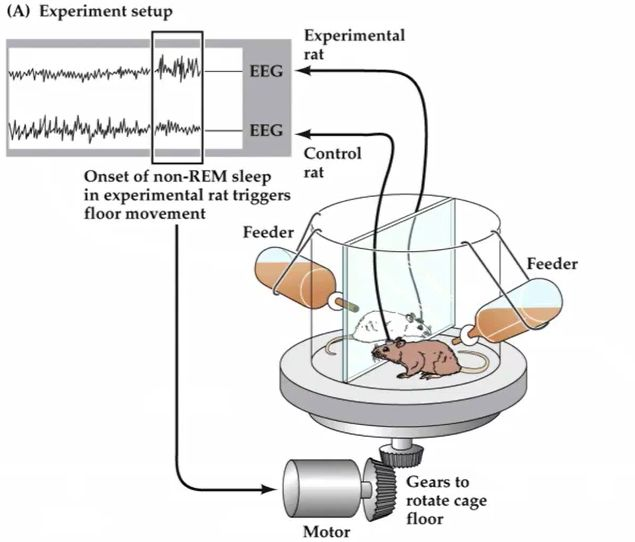 (A) Experiment setup
Experimental
rat
EEG
EEG
Control
rat
Onset of non-REM sleep
in experimental rat triggers
floor movement
Feeder
Feeder
Gears to
rotate cage
floor
Motor